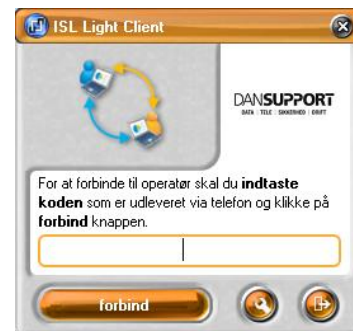 ISL Light Client
DANSUPPORT
DATA | TELE | SIKKERHED | DRIFT
For at forbinde til operatør skal du indtaste
koden som er udleveret via telefon og klikke på
forbind knappen.
forbind